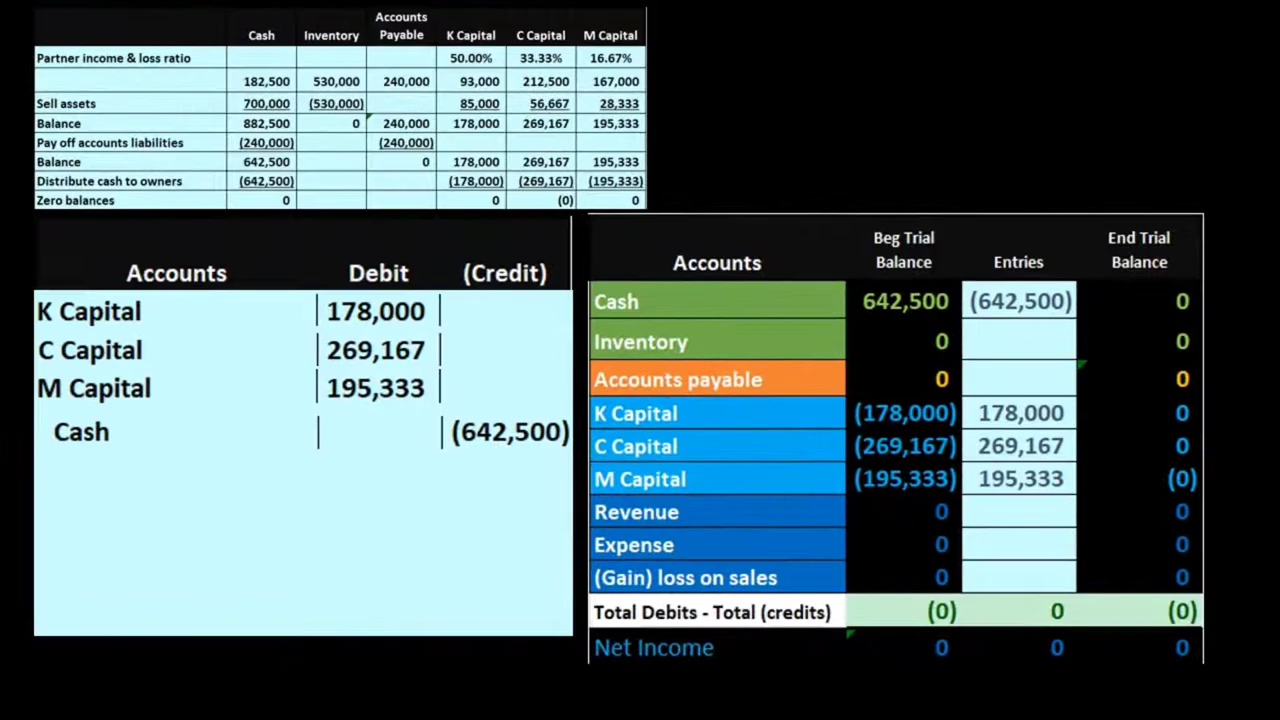 Cash Inventory Accounts Payable K Capital C Capital M Capital
Partner income & loss ratio 50.00% 33.33% 16.67%
182,500 530,000 240,000 93,000 212,500 167,000
Sell assets 700,000 (530,000) 85,000 56,667 28,333
Balance 882,500 0 240,000 178,000 269,167 195,333
Pay off accounts liabilities (240,000) (240,000)
Balance 642,500 0 178,000 269,167 195,333
Distribute cash to owners (642,500) (178,000) (269,167) (195,333)
Zero balances 0 0 (0) 0
Accounts Debit (Credit)
K Capital 178,000
C Capital 269,167
M Capital 195,333
Cash (642,500)
Accounts Beg Trial Balance Entries End Trial Balance
Cash 642,500 (642,500) 0
Inventory 0 0
Accounts payable 0 0
K Capital (178,000) 178,000 0
C Capital (269,167) 269,167 0
M Capital (195,333) 195,333 (0)
Revenue 0 0
Expense 0 0
(Gain) loss on sales 0 0
Total Debits - Total (credits) (0) 0 (0)
Net Income 0 0 0